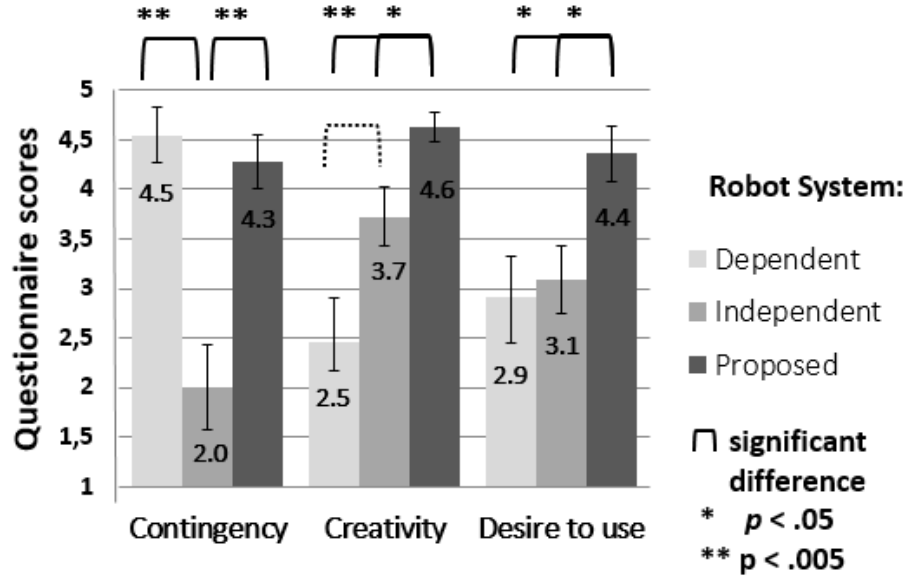 ** ** ** * * *
Questionnaire scores
5
4,5
4
3,5
3
2,5
2
1,5
1
4.5
2.0
4.3
2.5
3.7
4.6
2.9
3.1
4.4
Contingency Creativity Desire to use
Robot System:
Dependent
Independent
Proposed
significant
difference
* p < .05
** p < .005